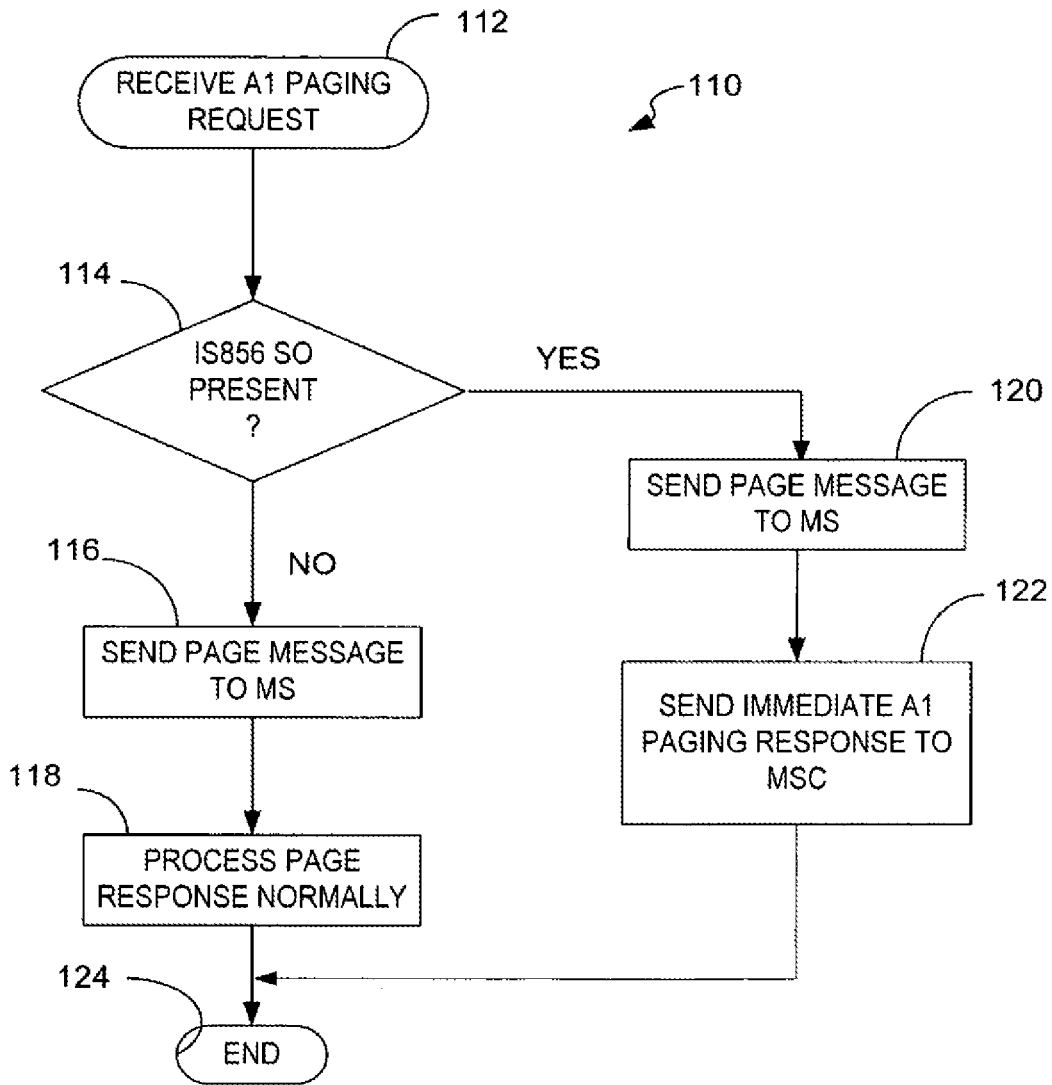 112
RECEIVE A1 PAGING
REQUEST
110
114
IS856 SO
PRESENT
?
YES
120
SEND PAGE MESSAGE
TO MS
116
NO
122
SEND PAGE MESSAGE
TO MS
SEND IMMEDIATE A1
PAGING RESPONSE TO
MSC
118
PROCESS PAGE
RESPONSE NORMALLY
124
END